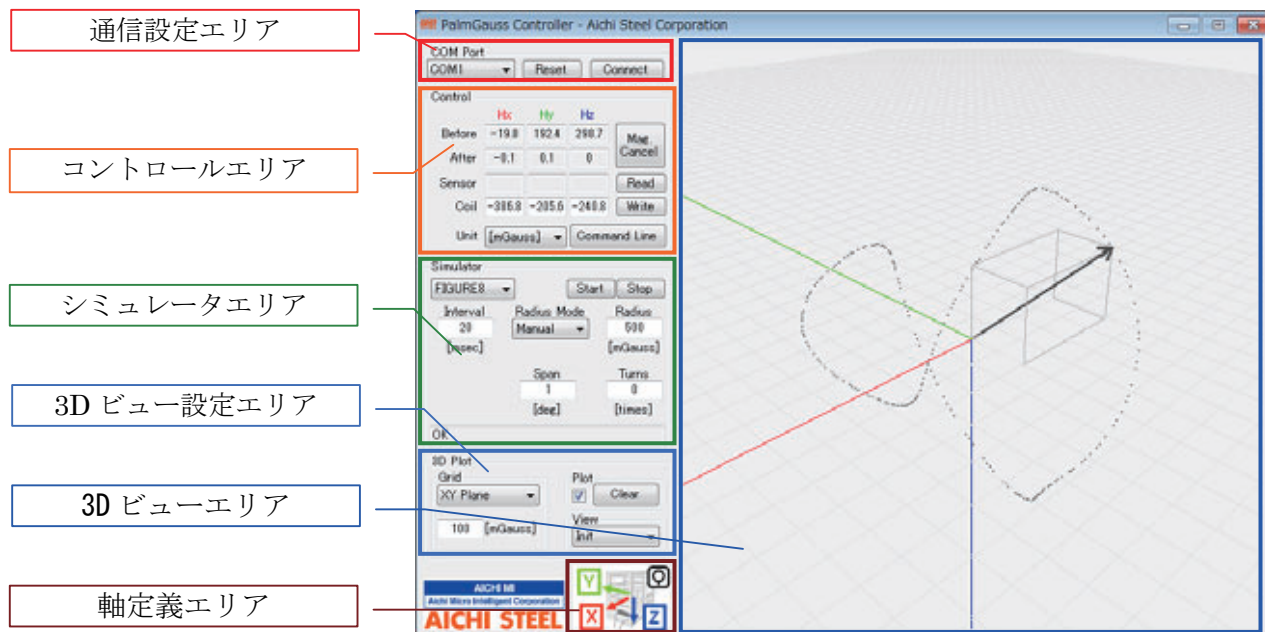 通信設定エリア
コントロールエリア
シミュレータエリア
3D ビュー設定エリア
3D ビューエリア
軸定義エリア
PalmGauss Controller - Aichi Steel Corporation
COM Port
COM1 Reset Connect
Control
Hx Hy Hz
Before -19.8 192.4 298.7 Mag. Cancel
After -0.1 0.1 0
Sensor Read
Coil -386.8 -205.6 -240.8 Write
Unit [mGauss] Command Line
Simulator
FIGURE8 Start Stop
Interval Radius Mode Radius
20 Manual 500
[msec] [mGauss]
Span Turns
1 0
[deg] [times]
OK
3D Plot
Grid Plot
XY Plane Clear
View
100 [mGauss] Init
AICHI MI
Aichi Micro Intelligent Corporation
AICHI STEEL
Y
X
Z